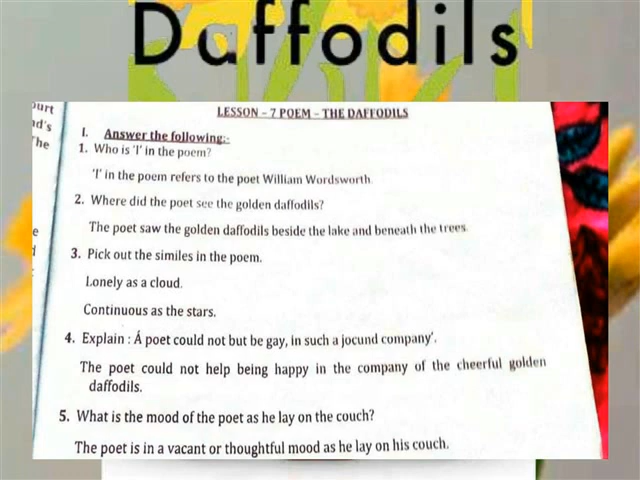 Daffodils
ourt
nd's
The
e
LESSON – 7 POEM – THE DAFFODILS
I. Answer the following:-
1. Who is 'I' in the poem?
'I' in the poem refers to the poet William Wordsworth.
2. Where did the poet see the golden daffodils?
The poet saw the golden daffodils beside the lake and beneath the trees.
3. Pick out the similes in the poem.
Lonely as a cloud.
Continuous as the stars.
4. Explain : Á poet could not but be gay, in such a jocund company'.
The poet could not help being happy in the company of the cheerful golden
daffodils.
5. What is the mood of the poet as he lay on the couch?
The poet is in a vacant or thoughtful mood as he lay on his couch.